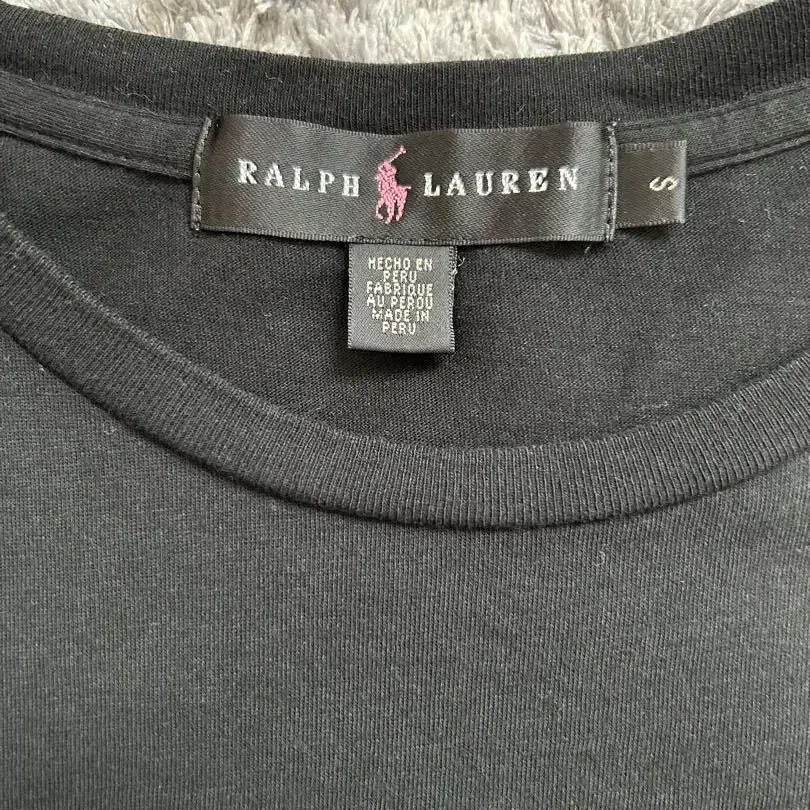 RALPH LAUREN
S
HECHO EN
PERU
FABRIQUE
AU PEROU
MADE IN
PERU